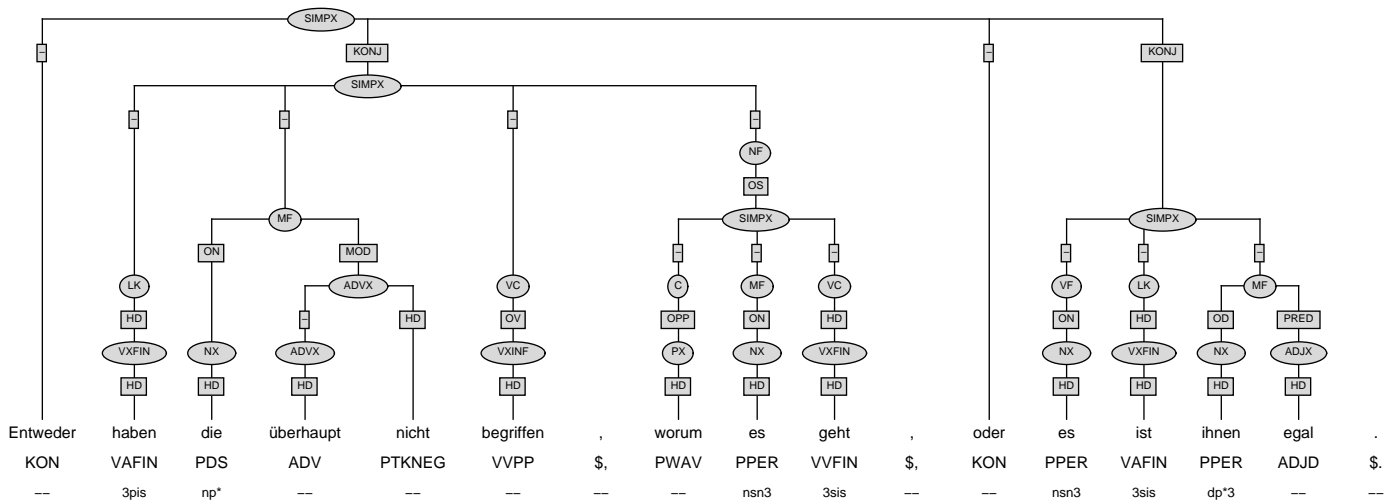 SIMPX
– KONJ – KONJ
SIMPX
– – – –
NF
OS
MF SIMPX SIMPX
ON MOD – – – – – –
LK ADVX VC C MF VC VF LK MF
HD – HD OV OPP ON HD ON HD OD PRED
VXFIN NX ADVX VXINF PX NX VXFIN NX VXFIN NX ADJX
HD HD HD HD HD HD HD HD HD HD HD
Entweder haben die überhaupt nicht begriffen , worum es geht , oder es ist ihnen egal .
KON VAFIN PDS ADV PTKNEG VVPP $, PWAV PPER VVFIN $, KON PPER VAFIN PPER ADJD $.
–– 3pis np* –– –– –– –– –– nsn3 3sis –– –– nsn3 3sis dp*3 –– ––